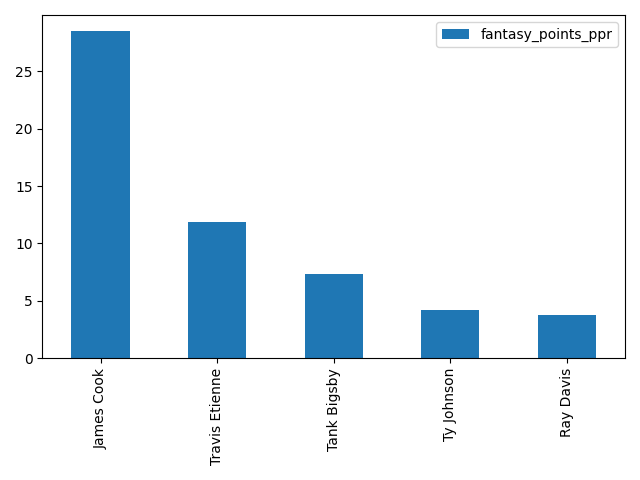 fantasy_points_ppr
25
20
15
10
5
0
James Cook
Travis Etienne
Tank Bigsby
Ty Johnson
Ray Davis